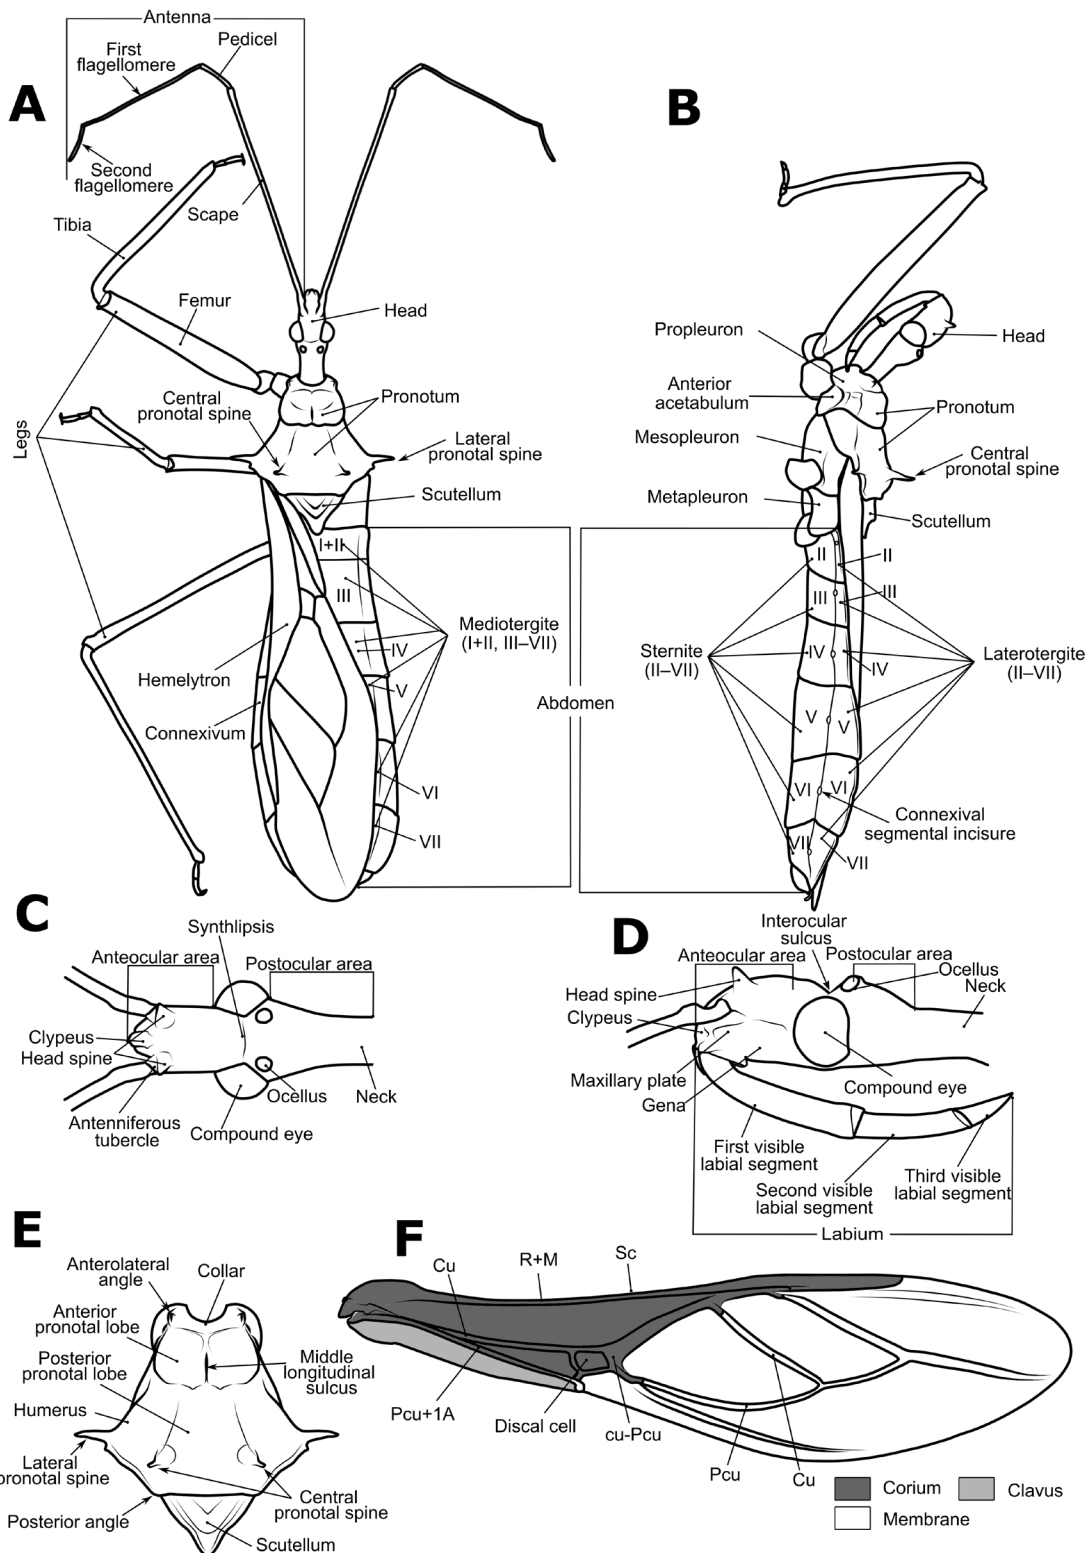 A
Antenna
Pedicel
First
flagellomere
Second
flagellomere
Scape
Tibia
Femur
Head
Central
pronotal spine
Pronotum
Legs
Lateral
pronotal spine
Scutellum
I+II
III
Mediotergite
(I+II, III–VII)
IV
V
Hemelytron
Connexivum
VI
VII
Abdomen
B
Propleuron
Head
Anterior
acetabulum
Pronotum
Mesopleuron
Central
pronotal spine
Metapleuron
Scutellum
II
II
III
III
Sternite
(II–VII)
IV
IV
Laterotergite
(II–VII)
V
V
VI
VI
Connexival
segmental incisure
VII
VII
C
Synthlipsis
Anteocular area
Postocular area
Clypeus
Head spine
Ocellus
Neck
Antenniferous
tubercle
Compound eye
D
Interocular
sulcus
Anteocular area
Postocular area
Ocellus
Neck
Head spine
Clypeus
Maxillary plate
Compound eye
Gena
First visible
labial segment
Second visible
labial segment
Third visible
labial segment
Labium
E
Anterolateral
angle
Collar
Anterior
pronotal lobe
Posterior
pronotal lobe
Middle
longitudinal
sulcus
Humerus
Lateral
pronotal spine
Central
pronotal spine
Posterior angle
Scutellum
F
Cu
R+M
Sc
Pcu+1A
Discal cell
cu-Pcu
Pcu
Cu
Corium
Clavus
Membrane